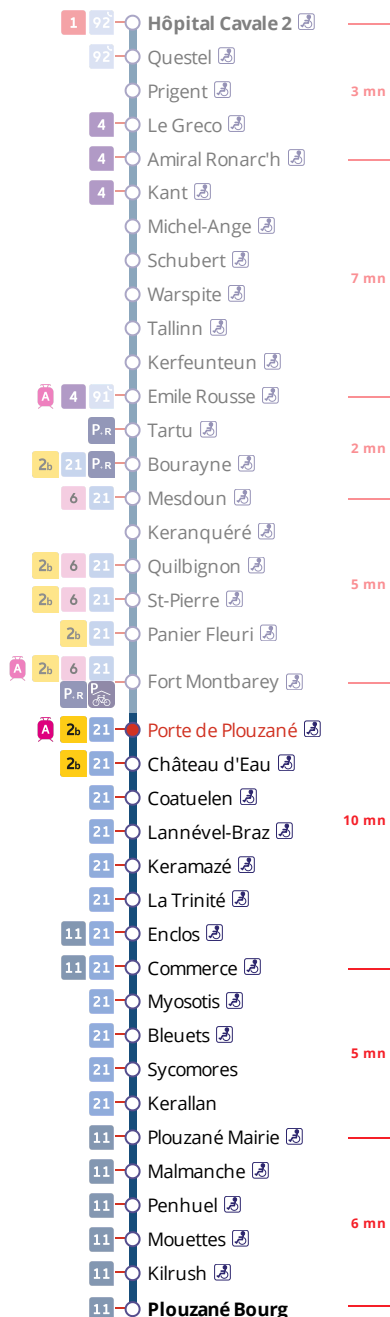 1 92 Hôpital Cavale 2
92 Questel
Prigent
3 mn
4 Le Greco
4 Amiral Ronarc'h
4 Kant
Michel-Ange
Schubert
7 mn
Warspite
Tallinn
Kerfeunteun
A 4 91 Emile Rousse
P.R Tartu
2 mn
2b 21 P.R Bourayne
6 21 Mesdoun
Keranquéré
2b 6 21 Quilbignon
5 mn
2b 6 21 St-Pierre
2b 21 Panier Fleuri
A 2b 6 21
P.R P Fort Montbarey
A 2b 21 Porte de Plouzané
2b 21 Château d'Eau
21 Coatuelen
10 mn
21 Lannével-Braz
21 Keramazé
21 La Trinité
11 21 Enclos
11 21 Commerce
21 Myosotis
21 Bleuets
5 mn
21 Sycomores
21 Kerallan
11 Plouzané Mairie
11 Malmanche
11 Penhuel
6 mn
11 Mouettes
11 Kilrush
11 Plouzané Bourg